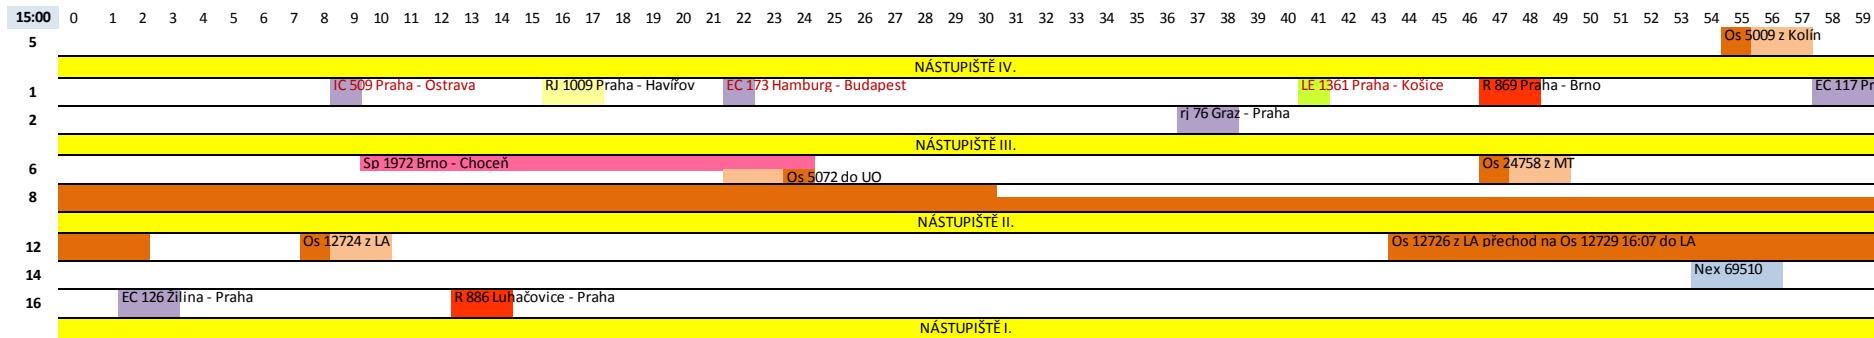 15:00 0 1 2 3 4 5 6 7 8 9 10 11 12 13 14 15 16 17 18 19 20 21 22 23 24 25 26 27 28 29 30 31 32 33 34 35 36 37 38 39 40 41 42 43 44 45 46 47 48 49 50 51 52 53 54 55 56 57 58 59
5 Os 5009 z Kolín
NÁSTUPIŠTĚ IV.
1 IC 509 Praha - Ostrava RJ 1009 Praha - Havířov EC 173 Hamburg - Budapest LE 1361 Praha - Košice R 869 Praha - Brno EC 117 Pr
2 rj 76 Graz - Praha
NÁSTUPIŠTĚ III.
6 Sp 1972 Brno - Choceň Os 24758 z MT
Os 5072 do UO
8
NÁSTUPIŠTĚ II.
12 Os 12724 z LA Os 12726 z LA přechod na Os 12729 16:07 do LA
14 Nex 69510
16 EC 126 Žilina - Praha R 886 Luhačovice - Praha
NÁSTUPIŠTĚ I.